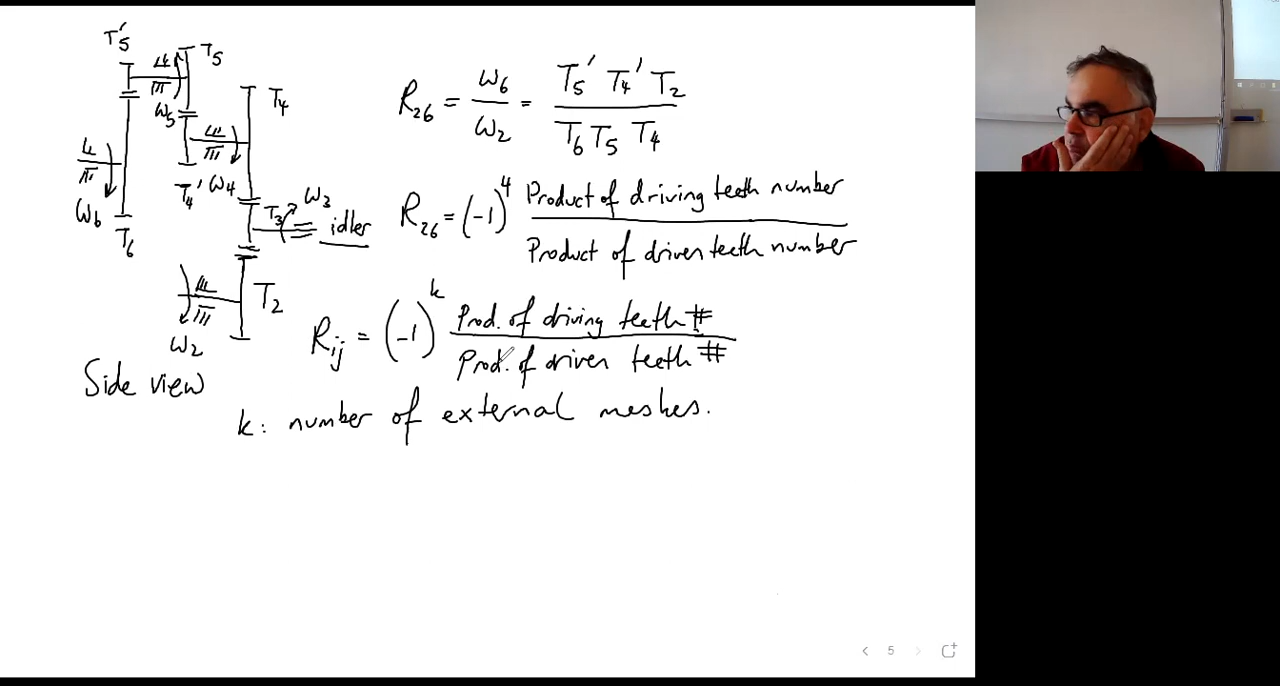 T5' T5
ω5 T4
T4' ω4
ω6 T6
T3 ω3 idler
T2
ω2
Side view
R26 = ω6/ω2 = T5' T4' T2 / T6 T5 T4
R26 = (-1)^4 Product of driving teeth number / Product of driven teeth number
Rij = (-1)^k Prod. of driving teeth # / Prod. of driven teeth #
k: number of external meshes.
5